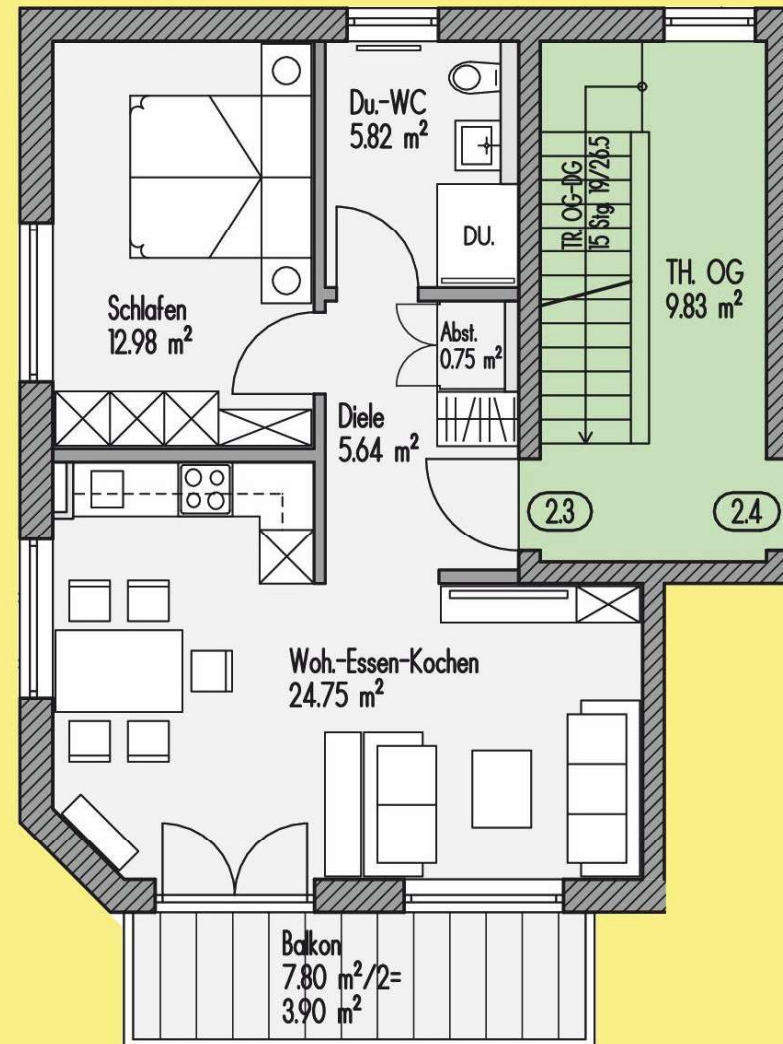 Du.-WC
5.82 m²
DU.
TR. OG-DG
15 Stg. 19/26.5
TH. OG
9.83 m²
Schlafen
12.98 m²
Abst.
0.75 m²
Diele
5.64 m²
2.3
2.4
Woh.-Essen-Kochen
24.75 m²
Balkon
7.80 m²/2=
3.90 m²